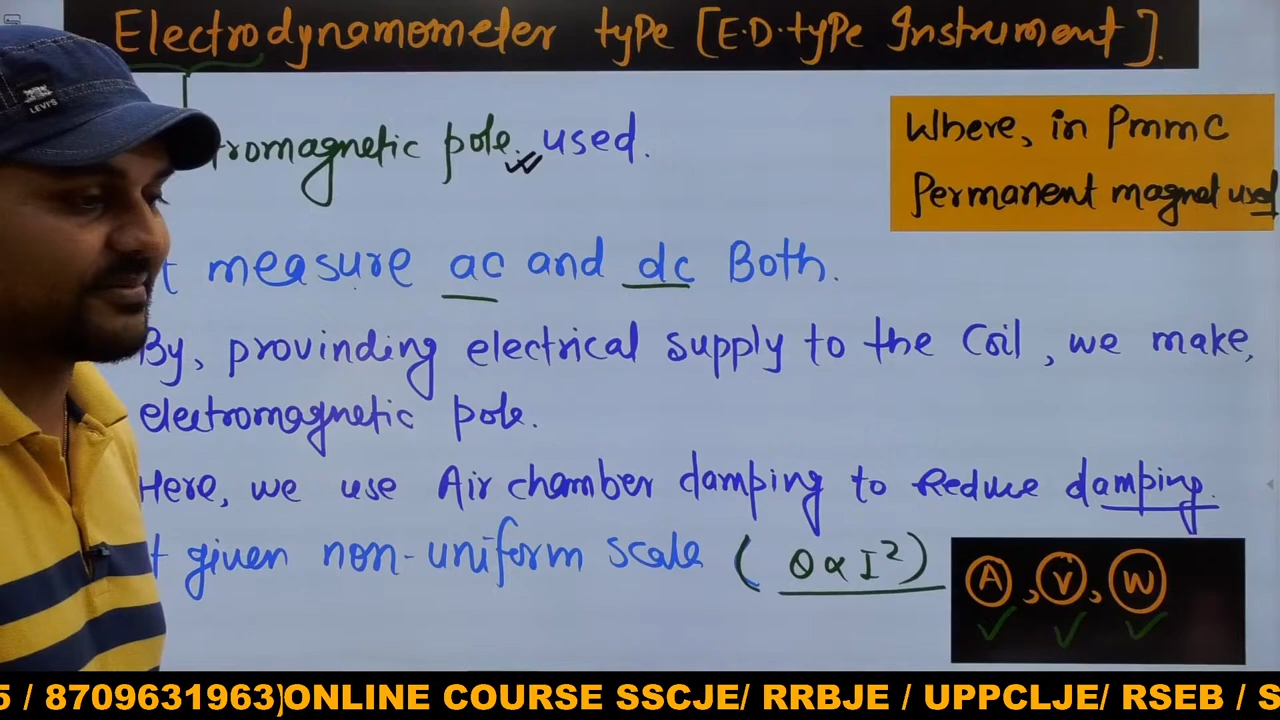 Electrodynamometer type [E.D.type Instrument].
LEVI'S
tromagnetic pole. used.
Where, in PmmC
Permanent magnet used
t measure ac and dc Both.
By, provinding electrical supply to the Coil, we make,
electromagnetic pole.
Here, we use Air chamber damping to Reduce damping.
t given non-uniform scale ( θ ∝ I²)
A, V, W
5 / 8709631963)ONLINE COURSE SSCJE/ RRBJE / UPPCLJE/ RSEB / S